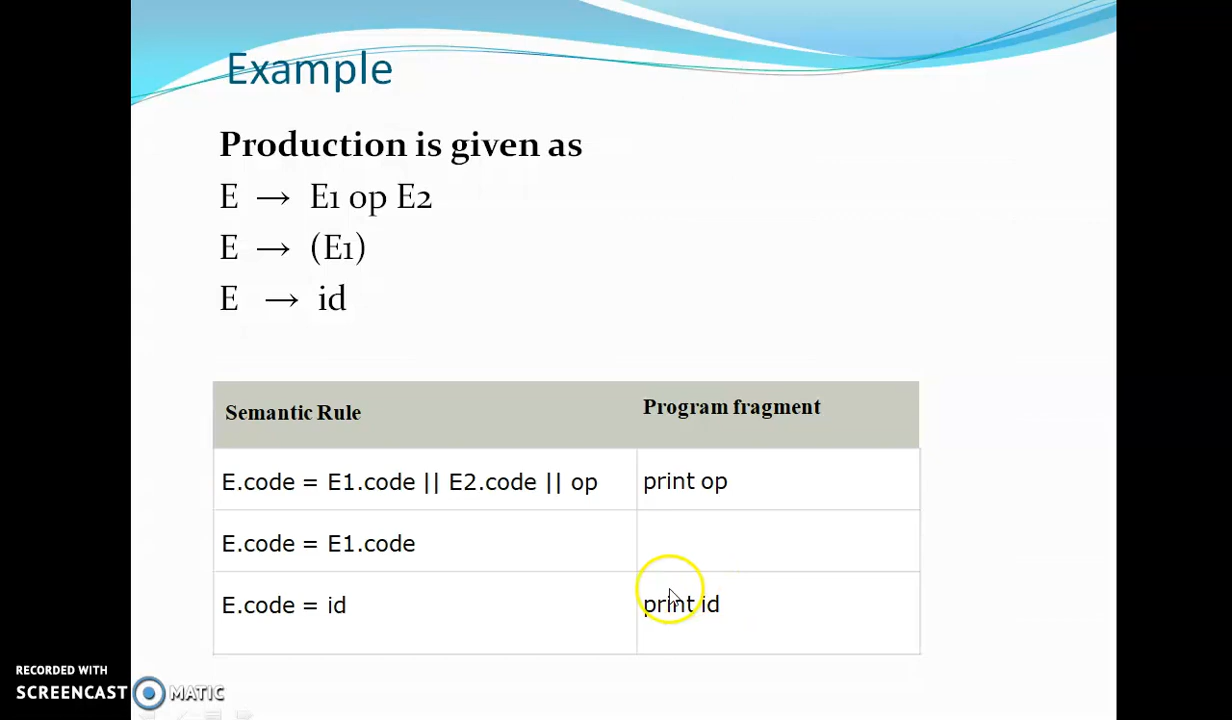 Example
Production is given as
E → E1 op E2
E → (E1)
E → id
Semantic Rule Program fragment
E.code = E1.code || E2.code || op print op
E.code = E1.code
E.code = id print id
RECORDED WITH
SCREENCAST MATIC